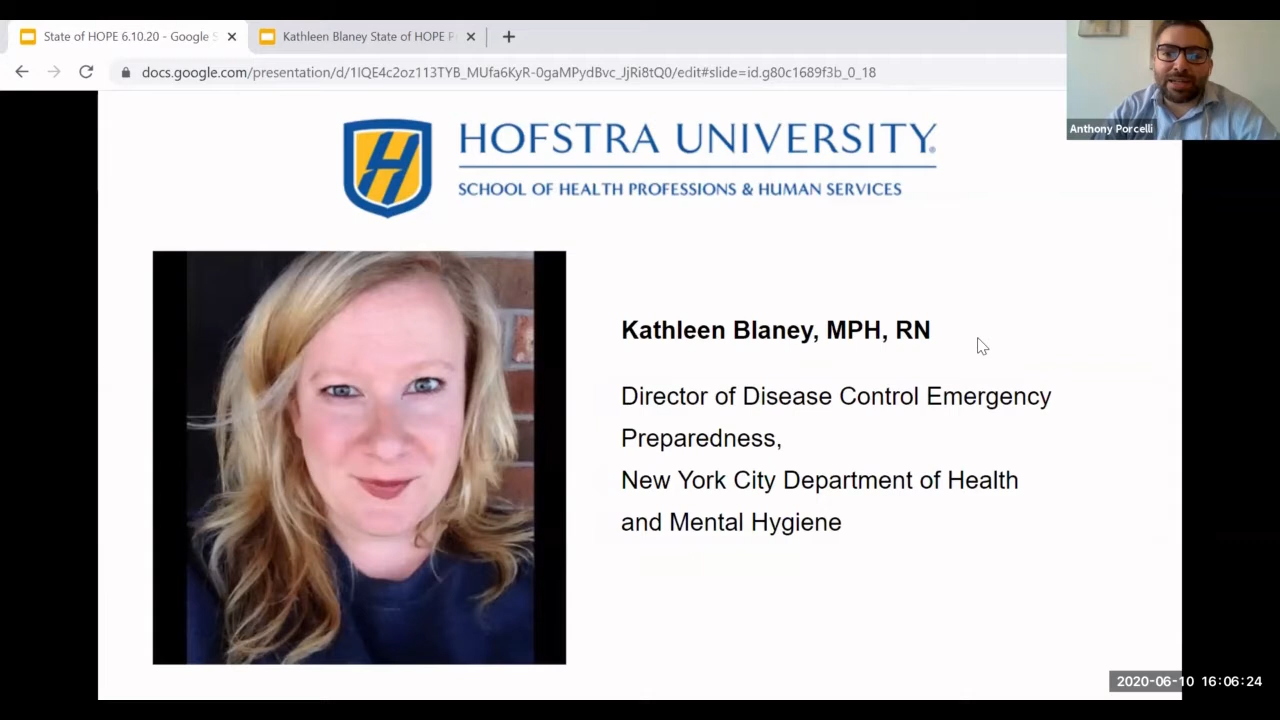 State of HOPE 6.10.20 - Google S
Kathleen Blaney State of HOPE P
docs.google.com/presentation/d/1IQE4c2oz113TYB_MUfa6KyR-0gaMPydBvc_JjRi8tQ0/edit#slide=id.g80c1689f3b_0_18
Anthony Porcelli
H
HOFSTRA UNIVERSITY®
SCHOOL OF HEALTH PROFESSIONS & HUMAN SERVICES
Kathleen Blaney, MPH, RN
Director of Disease Control Emergency
Preparedness,
New York City Department of Health
and Mental Hygiene
2020-06-10 16:06:24